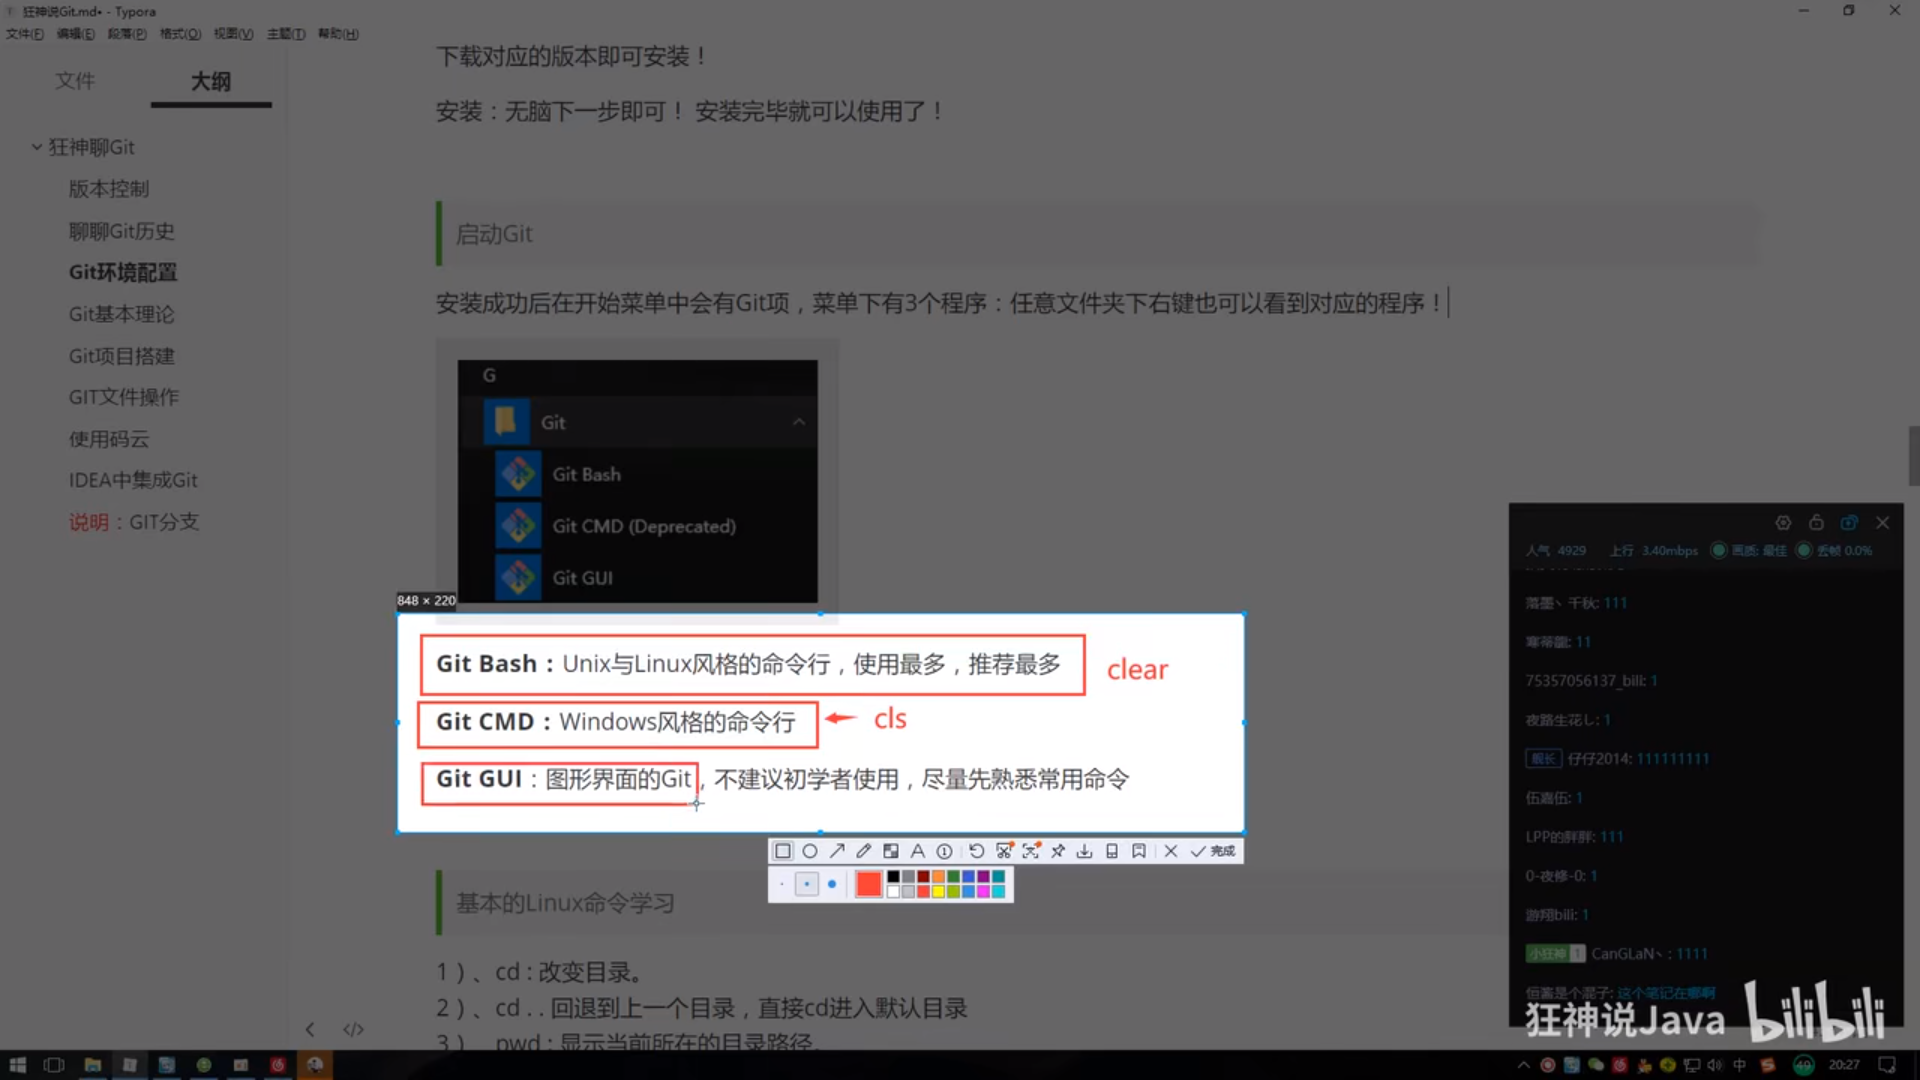 狂神说Git.md• - Typora
文件(F) 编辑(E) 段落(P) 格式(O) 视图(V) 主题(T) 帮助(H)
文件 大纲
狂神聊Git
版本控制
聊聊Git历史
Git环境配置
Git基本理论
Git项目搭建
GIT文件操作
使用码云
IDEA中集成Git
说明：GIT分支
下载对应的版本即可安装！
安装：无脑下一步即可！ 安装完毕就可以使用了！
启动Git
安装成功后在开始菜单中会有Git项，菜单下有3个程序：任意文件夹下右键也可以看到对应的程序！
G
Git
Git Bash
Git CMD (Deprecated)
Git GUI
848 × 220
Git Bash：Unix与Linux风格的命令行，使用最多，推荐最多 clear
Git CMD：Windows风格的命令行 cls
Git GUI：图形界面的Git，不建议初学者使用，尽量先熟悉常用命令
完成
基本的Linux命令学习
1）、cd : 改变目录。
2）、cd . . 回退到上一个目录，直接cd进入默认目录
3）、pwd : 显示当前所在的目录路径。
人气 4929 上行 3.40mbps 画质: 最佳 丢帧 0.0%
落墨丶千秋: 111
11
75357056137_bili: 1
夜路生花し: 1
舰长 仔仔2014: 111111111
伍嘉伍: 1
LPP的胖胖: 111
0-夜修-0: 1
游翔bili: 1
小狂神 1 CanGLaN丶: 1111
是个混子: 这个笔记在哪啊
狂神说Java bilibili
中 49 20:27